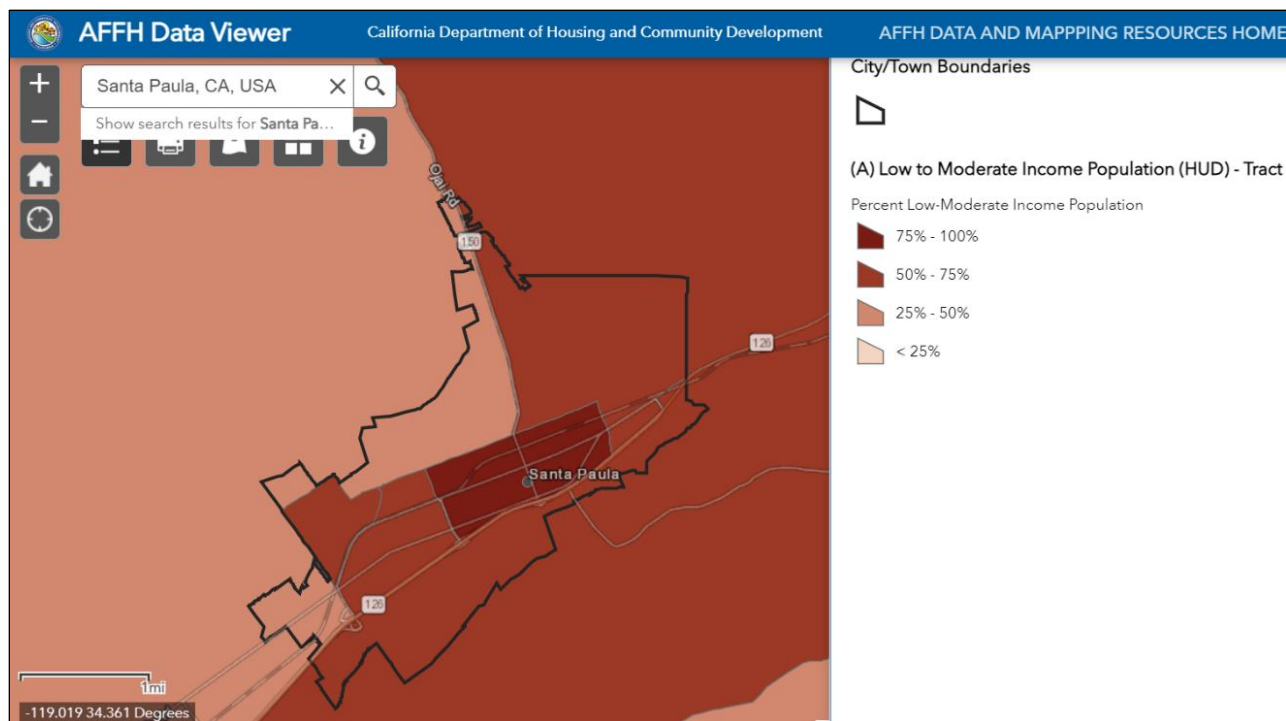 AFFH Data Viewer
California Department of Housing and Community Development
AFFH DATA AND MAPPPING RESOURCES HOME
Santa Paula, CA, USA
Show search results for Santa Pa...
Ojai Rd
150
126
Santa Paula
126
1mi
-119.019 34.361 Degrees
City/Town Boundaries
(A) Low to Moderate Income Population (HUD) - Tract
Percent Low-Moderate Income Population
75% - 100%
50% - 75%
25% - 50%
< 25%